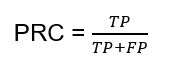 PRC = TP / TP+FP